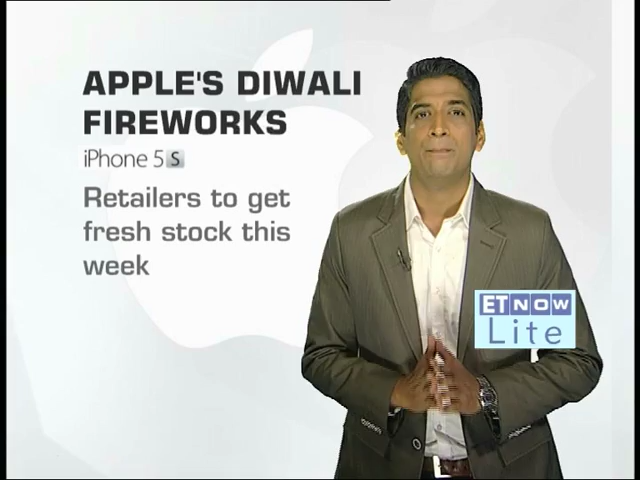 APPLE'S DIWALI
FIREWORKS
iPhone 5S
Retailers to get
fresh stock this
week
ET NOW
Lite